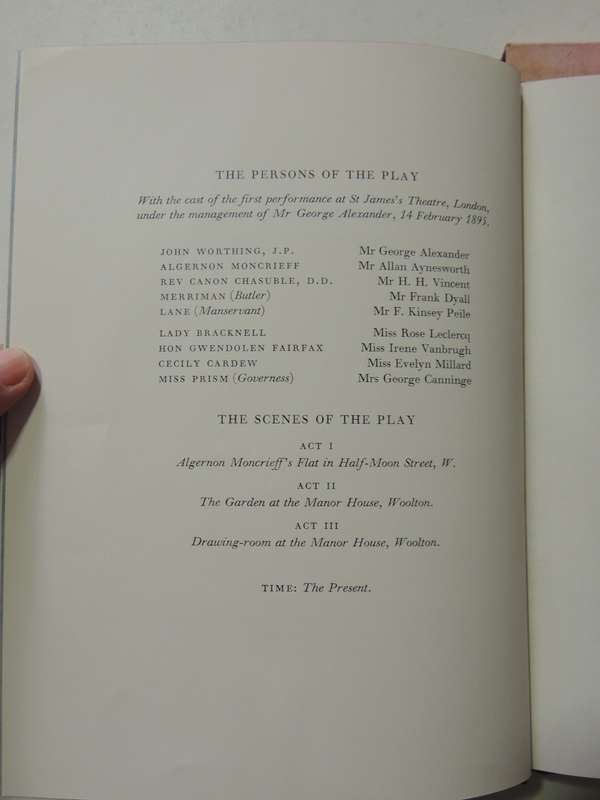 THE PERSONS OF THE PLAY
With the cast of the first performance at St James's Theatre, London,
under the management of Mr George Alexander, 14 February 1895.
JOHN WORTHING, J.P. Mr George Alexander
ALGERNON MONCRIEFF Mr Allan Aynesworth
REV CANON CHASUBLE, D.D. Mr H. H. Vincent
MERRIMAN (Butler) Mr Frank Dyall
LANE (Manservant) Mr F. Kinsey Peile
LADY BRACKNELL Miss Rose Leclercq
HON GWENDOLEN FAIRFAX Miss Irene Vanbrugh
CECILY CARDEW Miss Evelyn Millard
MISS PRISM (Governess) Mrs George Canninge
THE SCENES OF THE PLAY
ACT I
Algernon Moncrieff's Flat in Half-Moon Street, W.
ACT II
The Garden at the Manor House, Woolton.
ACT III
Drawing-room at the Manor House, Woolton.
TIME: The Present.